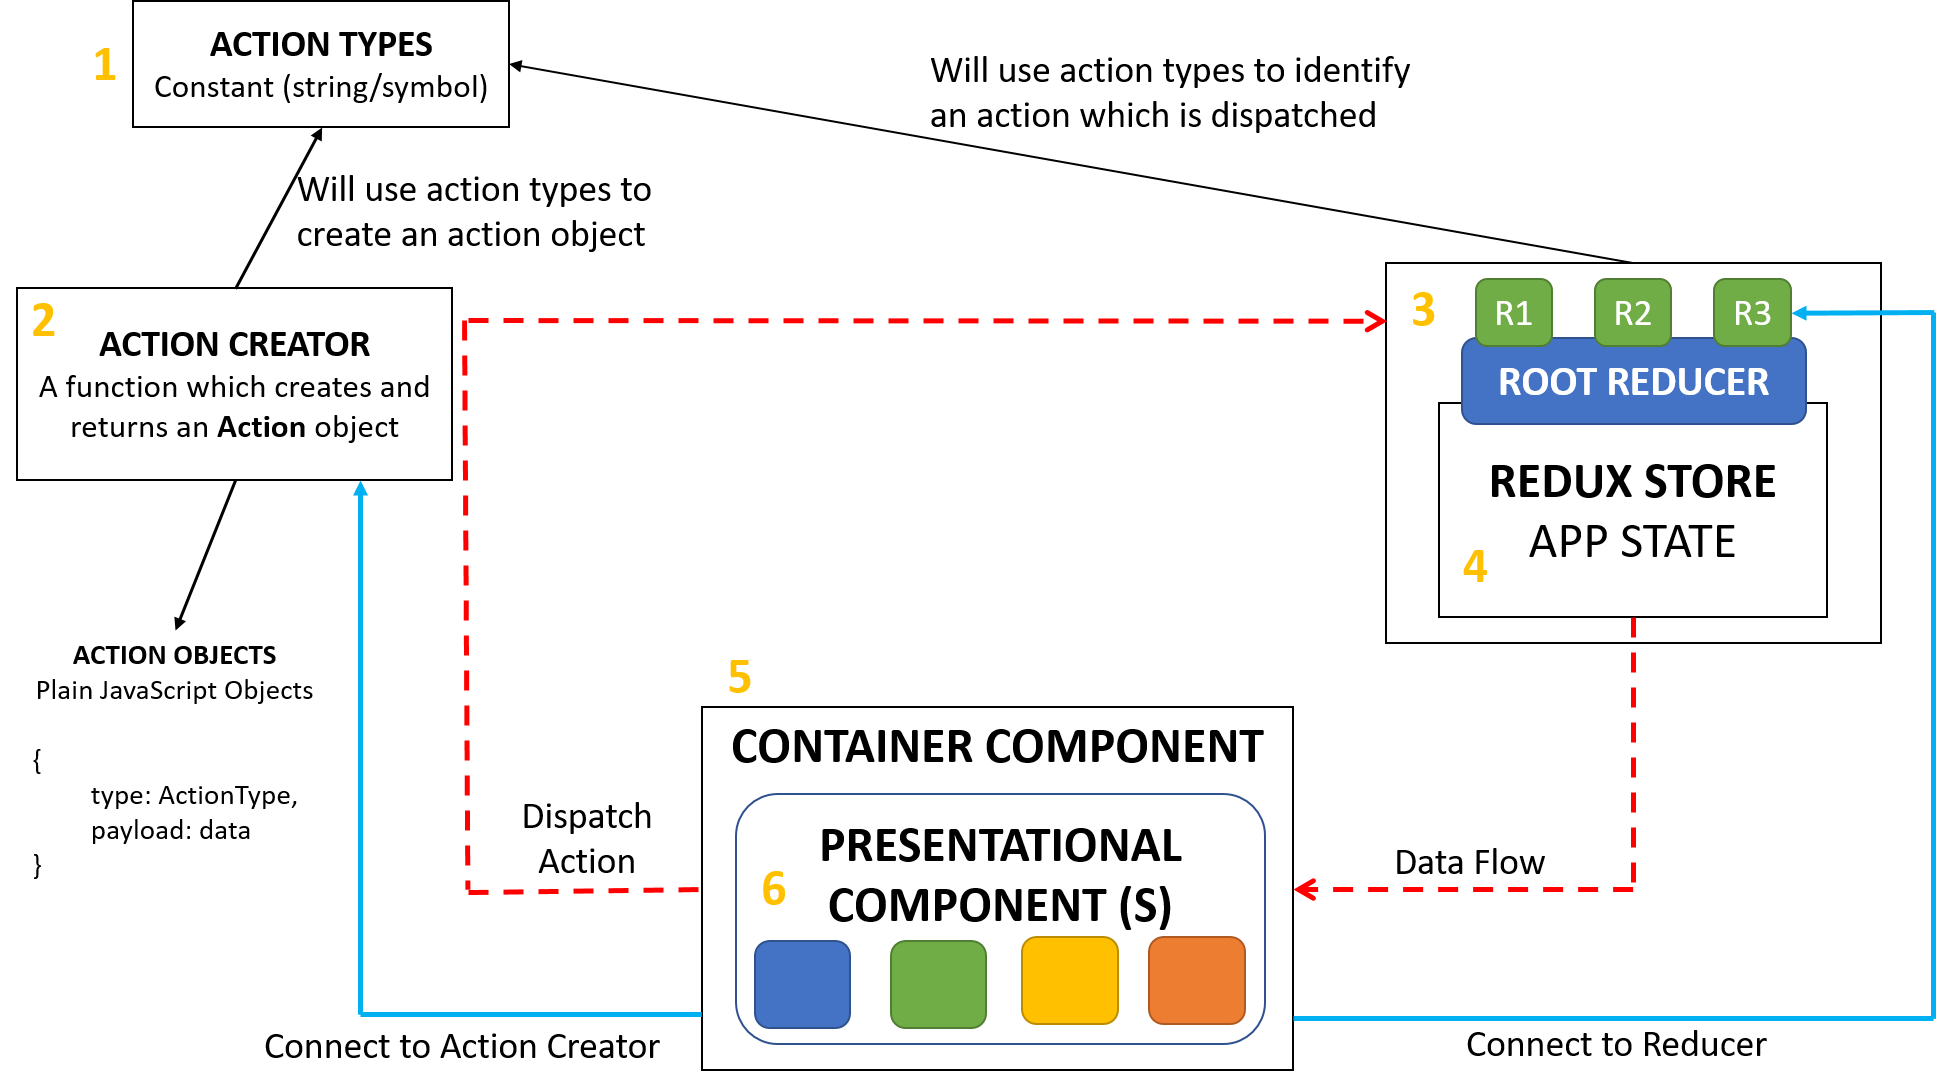 1
ACTION TYPES
Constant (string/symbol)
Will use action types to identify
an action which is dispatched
Will use action types to
create an action object
2
ACTION CREATOR
A function which creates and
returns an Action object
3
R1
R2
R3
ROOT REDUCER
REDUX STORE
APP STATE
4
ACTION OBJECTS
Plain JavaScript Objects
{
type: ActionType,
payload: data
}
5
CONTAINER COMPONENT
PRESENTATIONAL
COMPONENT (S)
6
Dispatch
Action
Data Flow
Connect to Action Creator
Connect to Reducer